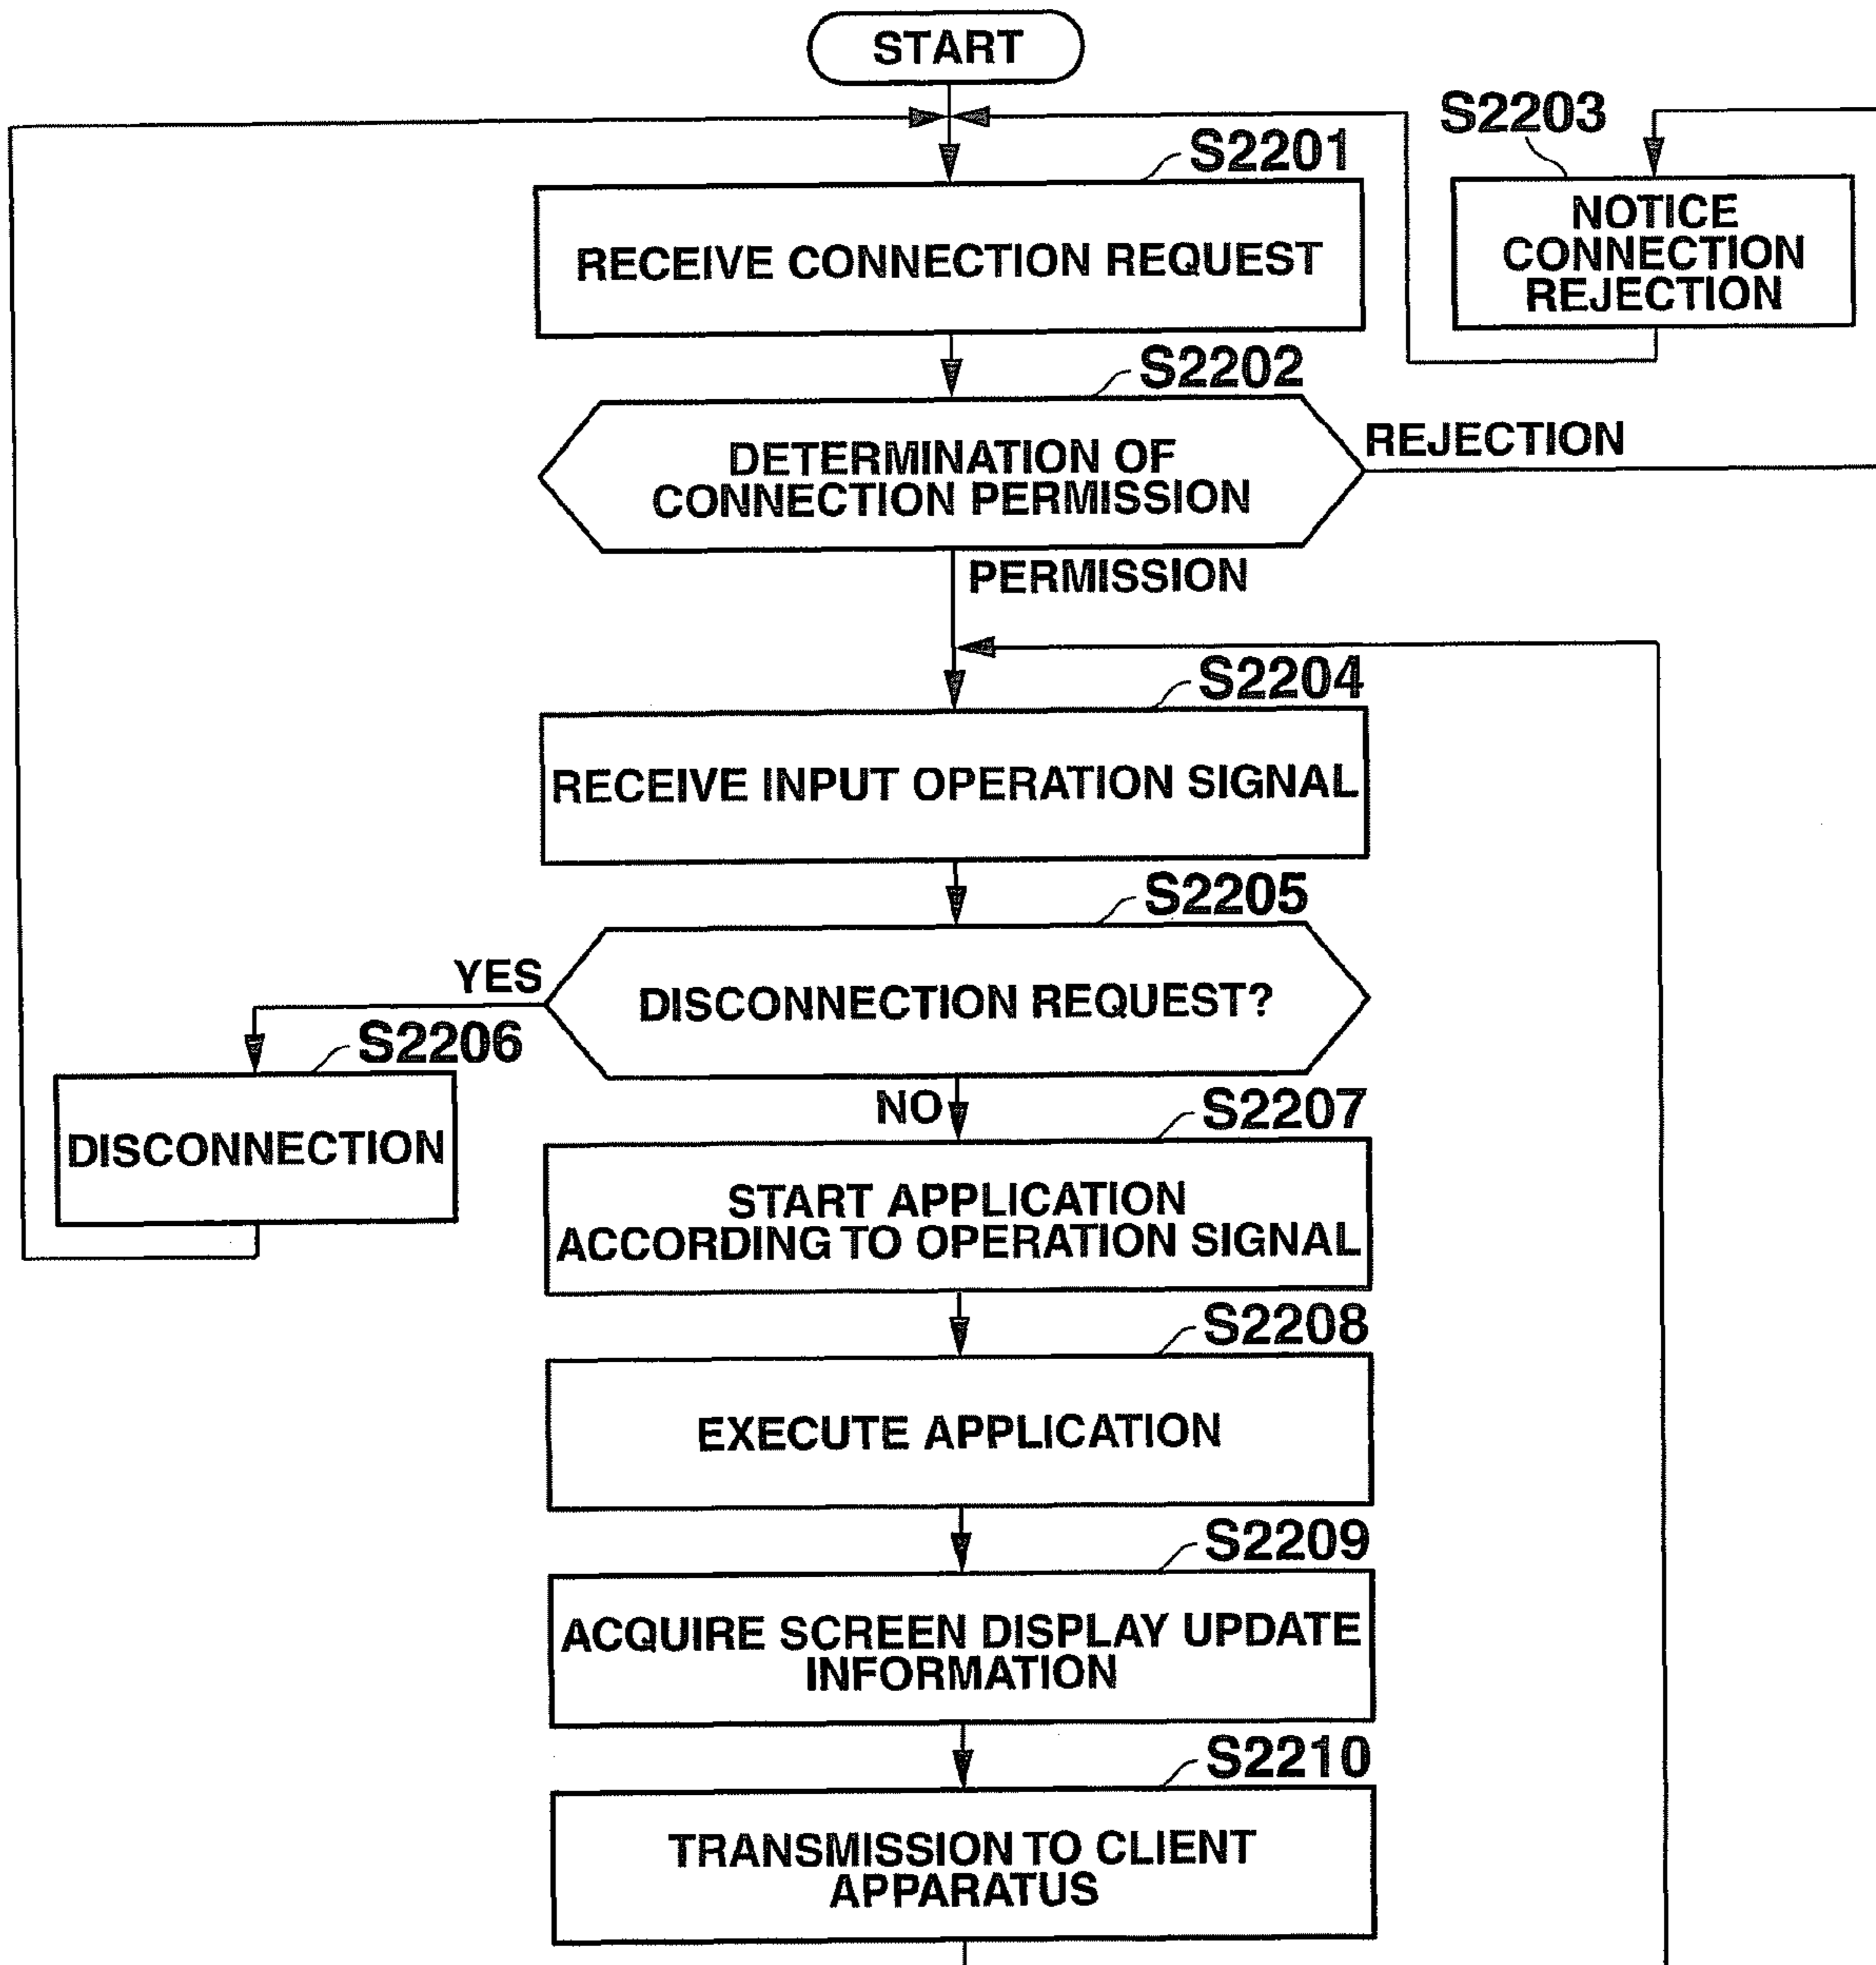 START
S2203
S2201
NOTICE
CONNECTION
REJECTION
RECEIVE CONNECTION REQUEST
S2202
REJECTION
DETERMINATION OF
CONNECTION PERMISSION
PERMISSION
S2204
RECEIVE INPUT OPERATION SIGNAL
S2205
YES
DISCONNECTION REQUEST?
S2206
DISCONNECTION
NO
S2207
START APPLICATION
ACCORDING TO OPERATION SIGNAL
S2208
EXECUTE APPLICATION
S2209
ACQUIRE SCREEN DISPLAY UPDATE
INFORMATION
S2210
TRANSMISSION TO CLIENT
APPARATUS